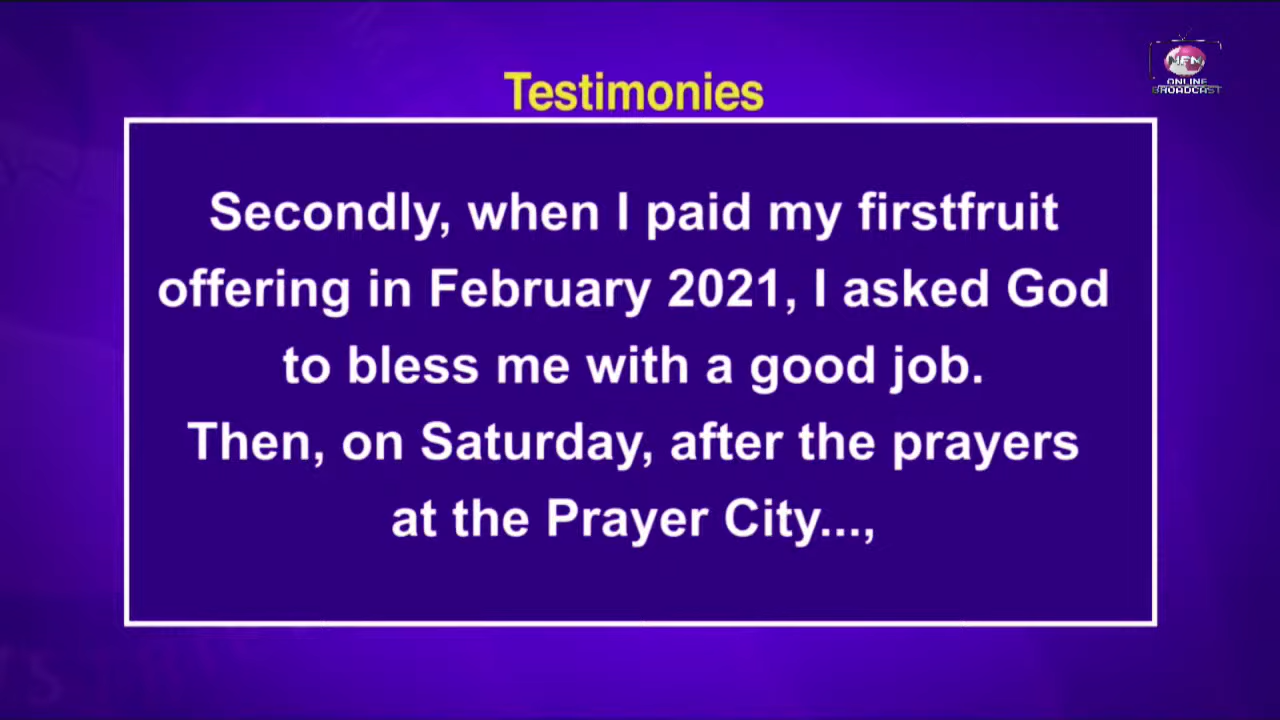 MFM
ONLINE
BROADCAST
Testimonies
Secondly, when I paid my firstfruit
offering in February 2021, I asked God
to bless me with a good job.
Then, on Saturday, after the prayers
at the Prayer City...,